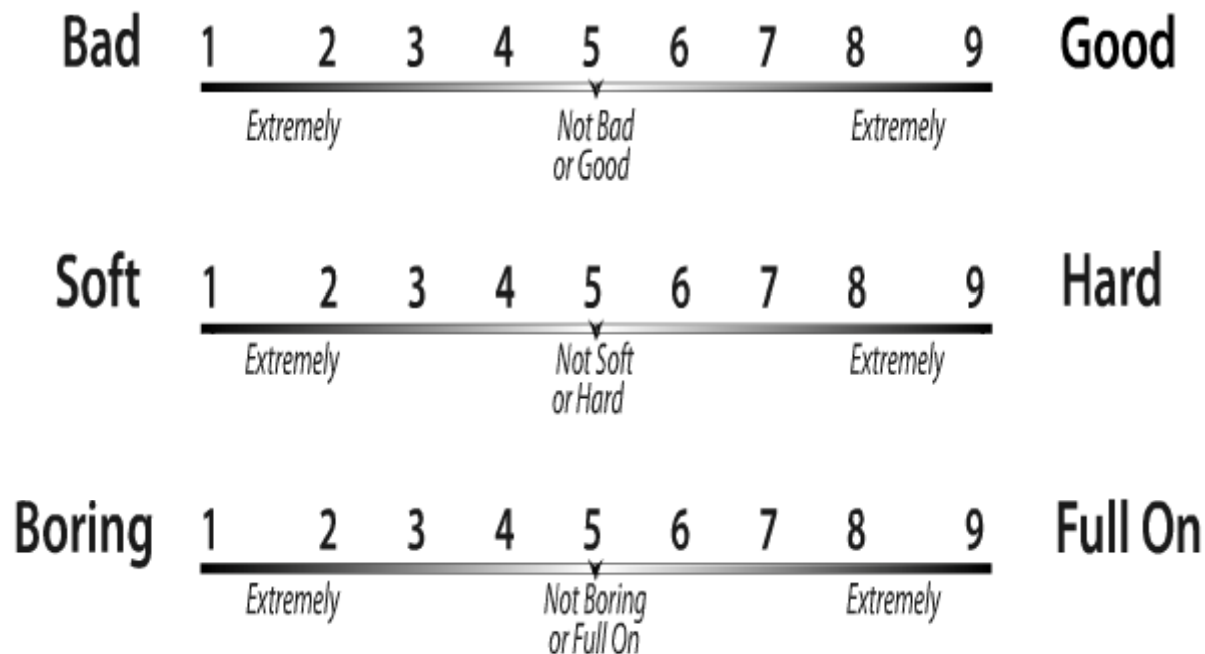 Bad 1 2 3 4 5 6 7 8 9 Good
Extremely Not Bad Extremely
or Good
Soft 1 2 3 4 5 6 7 8 9 Hard
Extremely Not Soft Extremely
or Hard
Boring 1 2 3 4 5 6 7 8 9 Full On
Extremely Not Boring Extremely
or Full On